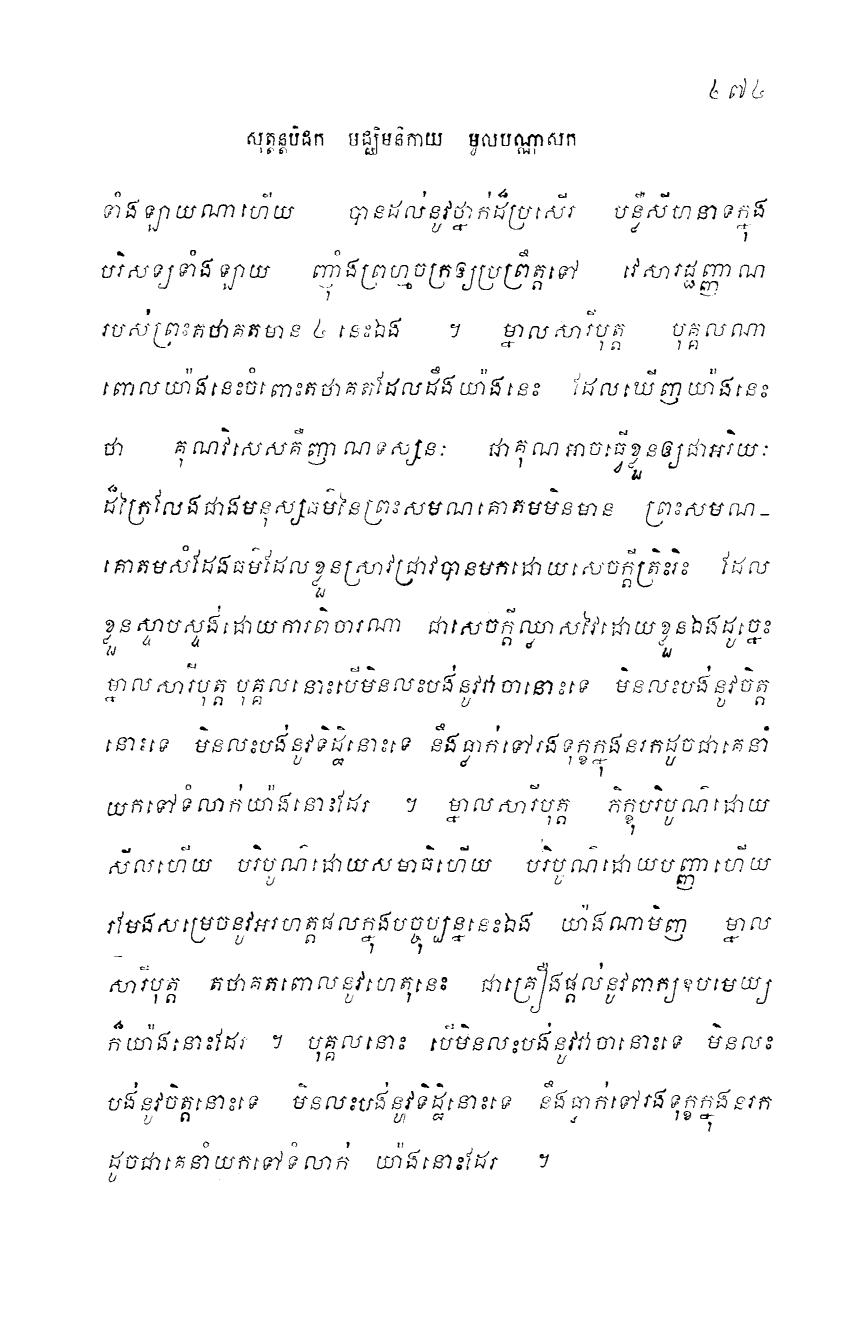 ៤៧៤
សុត្តន្តបិដក មជ្ឈិមនិកាយ មូលបណ្ណាសក
ទាំងឡាយណាហើយ បានដល់នូវថ្នាក់ដ៏ប្រសើរ បន្លឺសីហនាទក្នុង
បរិសទ្យទាំងឡាយ ញុំាងព្រហ្មចក្រឲ្យប្រព្រឹត្តទៅ វេសារជ្ជញ្ញាណ
របស់ព្រះតថាគតមាន ៤ នេះឯង ។ ម្នាលសារីបុត្ត បុគ្គលណា
ពោលយ៉ាងនេះចំពោះតថាគតដែលដឹងយ៉ាងនេះ ដែលឃើញយ៉ាងនេះ
ថា គុណវិសេសគឺញាណទស្សនៈ ជាគុណអាចធ្វើខ្លួនឲ្យជាអរិយៈ
ដ៏ក្រៃលែងជាងមនុស្សធម៌នៃព្រះសមណគោតមមិនមាន ព្រះសមណ-
គោតមសំដែងធម៌ដែលខ្លួនស្រាវជ្រាវបានមកដោយសេចក្តីត្រិះរិះ ដែល
ខ្លួនស្ទាបស្ទង់ដោយការពិចារណា ជាសេចក្តីឈ្លាសវៃដោយខ្លួនឯងដូច្នេះ
ម្នាលសារីបុត្ត បុគ្គលនោះបើមិនលះបង់នូវវាចានោះទេ មិនលះបង់នូវចិត្ត
នោះទេ មិនលះបង់នូវទិដ្ឋិនោះទេ នឹងធ្លាក់ទៅរងទុក្ខក្នុងនរកដូចជាគេនាំ
យកទៅទំលាក់យ៉ាងនោះដែរ ។ ម្នាលសារីបុត្ត ភិក្ខុបរិបូណ៌ដោយ
សីលហើយ បរិបូណ៌ដោយសមាធិហើយ បរិបូណ៌ដោយបញ្ញាហើយ
រមែងសម្រេចនូវអរហត្តផលក្នុងបច្ចុប្បន្ននេះឯង យ៉ាងណាមិញ ម្នាល
សារីបុត្ត តថាគតពោលនូវហេតុនេះ ជាគ្រឿងផ្តល់នូវពាក្យឧបមេយ្យ
ក៏យ៉ាងនោះដែរ ។ បុគ្គលនោះ បើមិនលះបង់នូវវាចានោះទេ មិនលះ
បង់នូវចិត្តនោះទេ មិនលះបង់នូវទិដ្ឋិនោះទេ នឹងធ្លាក់ទៅរងទុក្ខក្នុងនរក
ដូចជាគេនាំយកទៅទំលាក់ យ៉ាងនោះដែរ ។